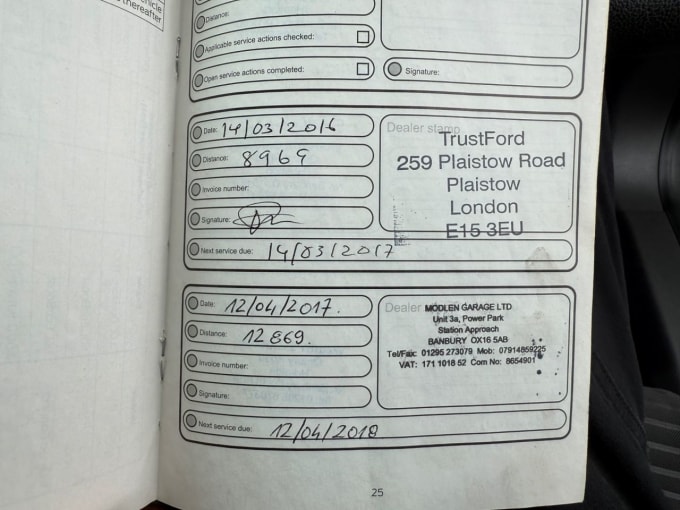 ehicle
thereafter
Distance:
Applicable service actions checked:
Open service actions completed:
Signature:
Date: 14/03/2016
Distance: 8969
Invoice number:
Signature:
Next service due: 14/03/2017
Dealer stamp
TrustFord
259 Plaistow Road
Plaistow
London
E15 3EU
Date: 12/04/2017.
Distance: 12869.
Invoice number:
Signature:
Next service due: 12/04/2018
Dealer stamp
MODLEN GARAGE LTD
Unit 3a, Power Park
Station Approach
BANBURY OX16 5AB
Tel/Fax: 01295 273079 Mob: 07914859225
VAT: 171 1018 52 Com No: 8654901
25